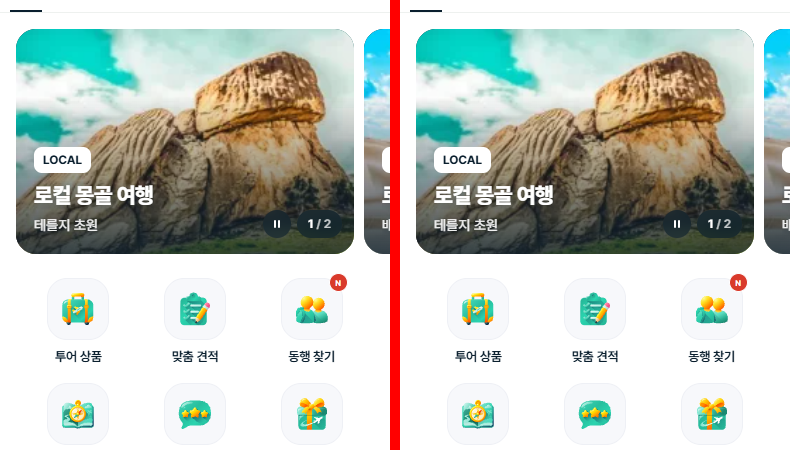 LOCAL
로컬 몽골 여행
테를지 초원
1 / 2
N
투어 상품
맞춤 견적
동행 찾기
LOCAL
로컬 몽골 여행
테를지 초원
1 / 2
N
투어 상품
맞춤 견적
동행 찾기